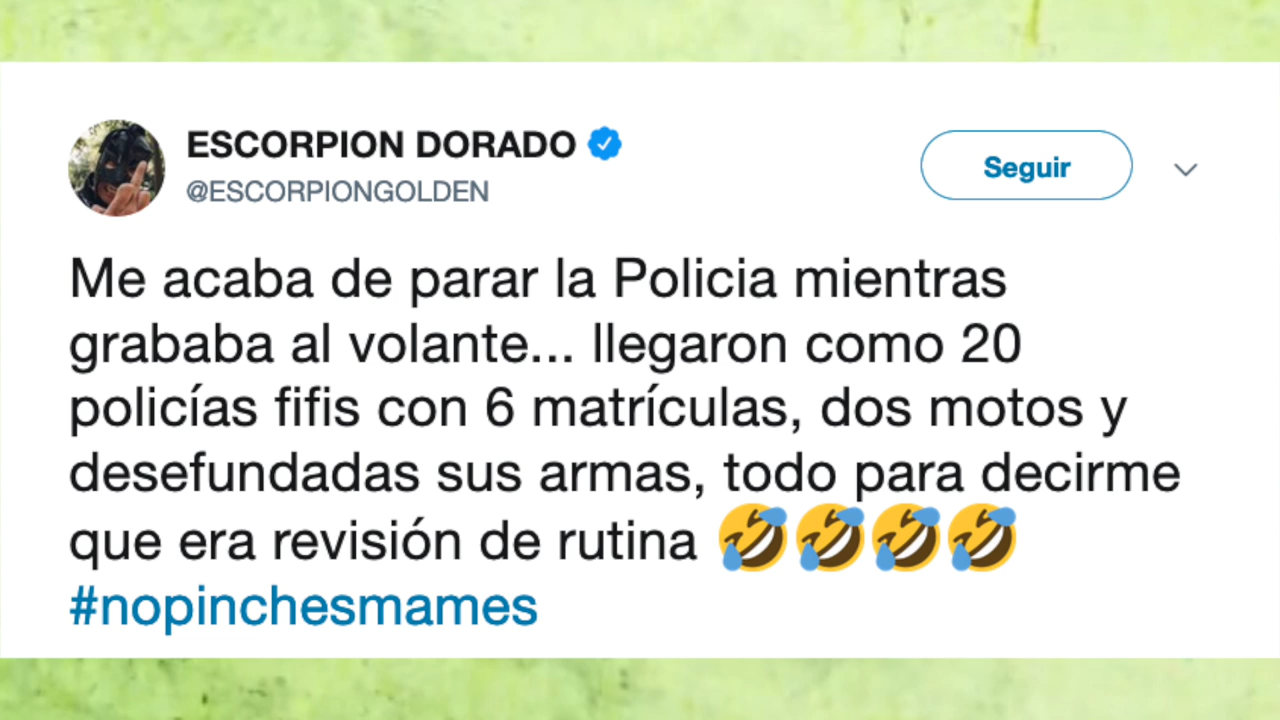 ESCORPION DORADO
@ESCORPIONGOLDEN
Seguir
Me acaba de parar la Policia mientras
grababa al volante... llegaron como 20
policías fifis con 6 matrículas, dos motos y
desefundadas sus armas, todo para decirme
que era revisión de rutina 🤣🤣🤣🤣
#nopinchesmames